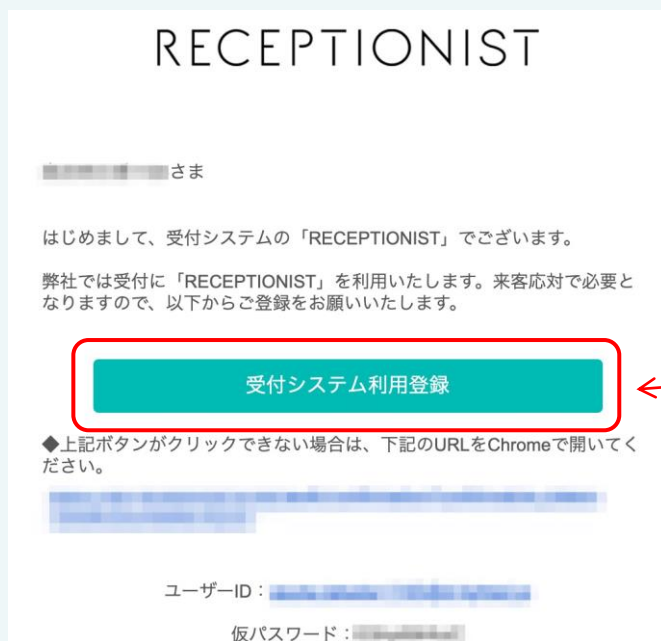 RECEPTIONIST
さま
はじめまして、受付システムの「RECEPTIONIST」でございます。
弊社では受付に「RECEPTIONIST」を利用いたします。来客応対で必要と
なりますので、以下からご登録をお願いいたします。
受付システム利用登録
◆上記ボタンがクリックできない場合は、下記のURLをChromeで開いてく
ださい。
ユーザーID：
仮パスワード：